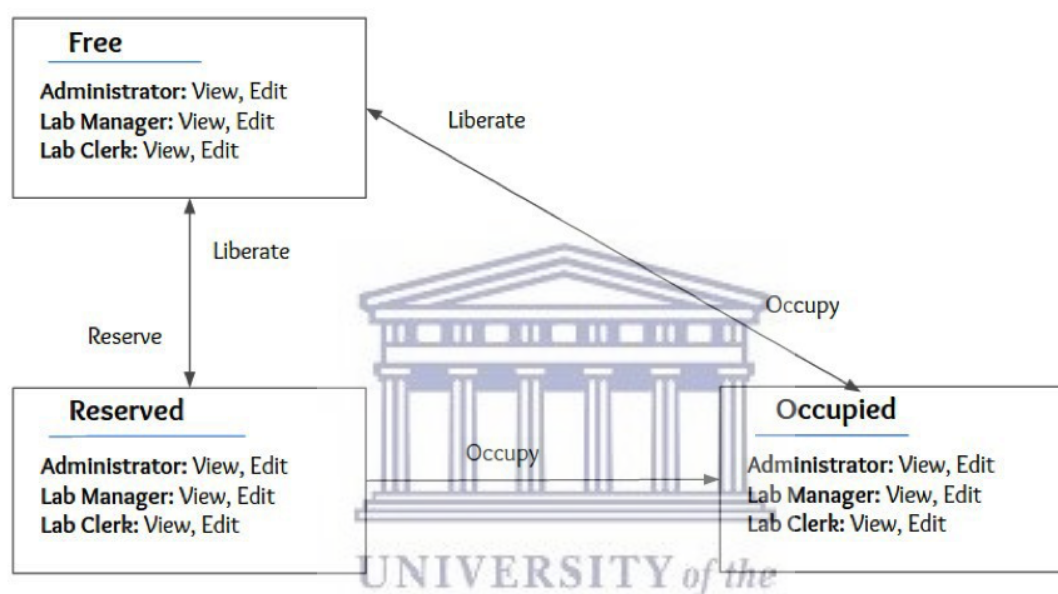 Free
Administrator: View, Edit
Lab Manager: View, Edit
Lab Clerk: View, Edit
Liberate
Liberate
Reserve
Occupy
Reserved
Administrator: View, Edit
Lab Manager: View, Edit
Lab Clerk: View, Edit
Occupy
Occupied
Administrator: View, Edit
Lab Manager: View, Edit
Lab Clerk: View, Edit
UNIVERSITY of the